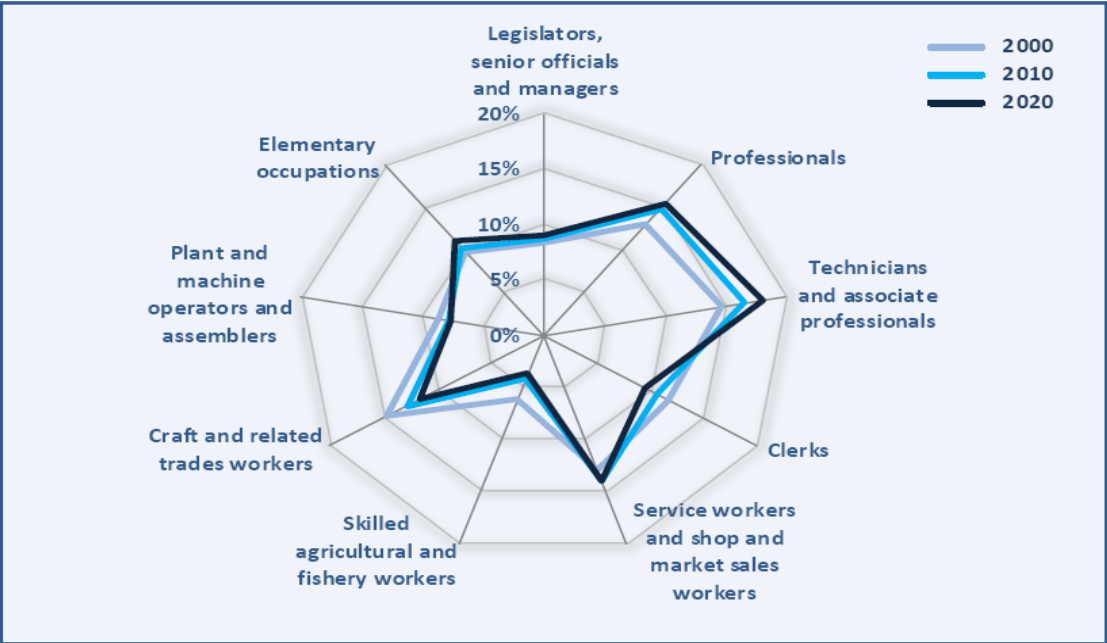 Legislators,
senior officials
and managers
2000
2010
2020
20%
15%
10%
5%
0%
Professionals
Technicians
and associate
professionals
Clerks
Service workers
and shop and
market sales
workers
Skilled
agricultural and
fishery workers
Craft and related
trades workers
Plant and
machine
operators and
assemblers
Elementary
occupations